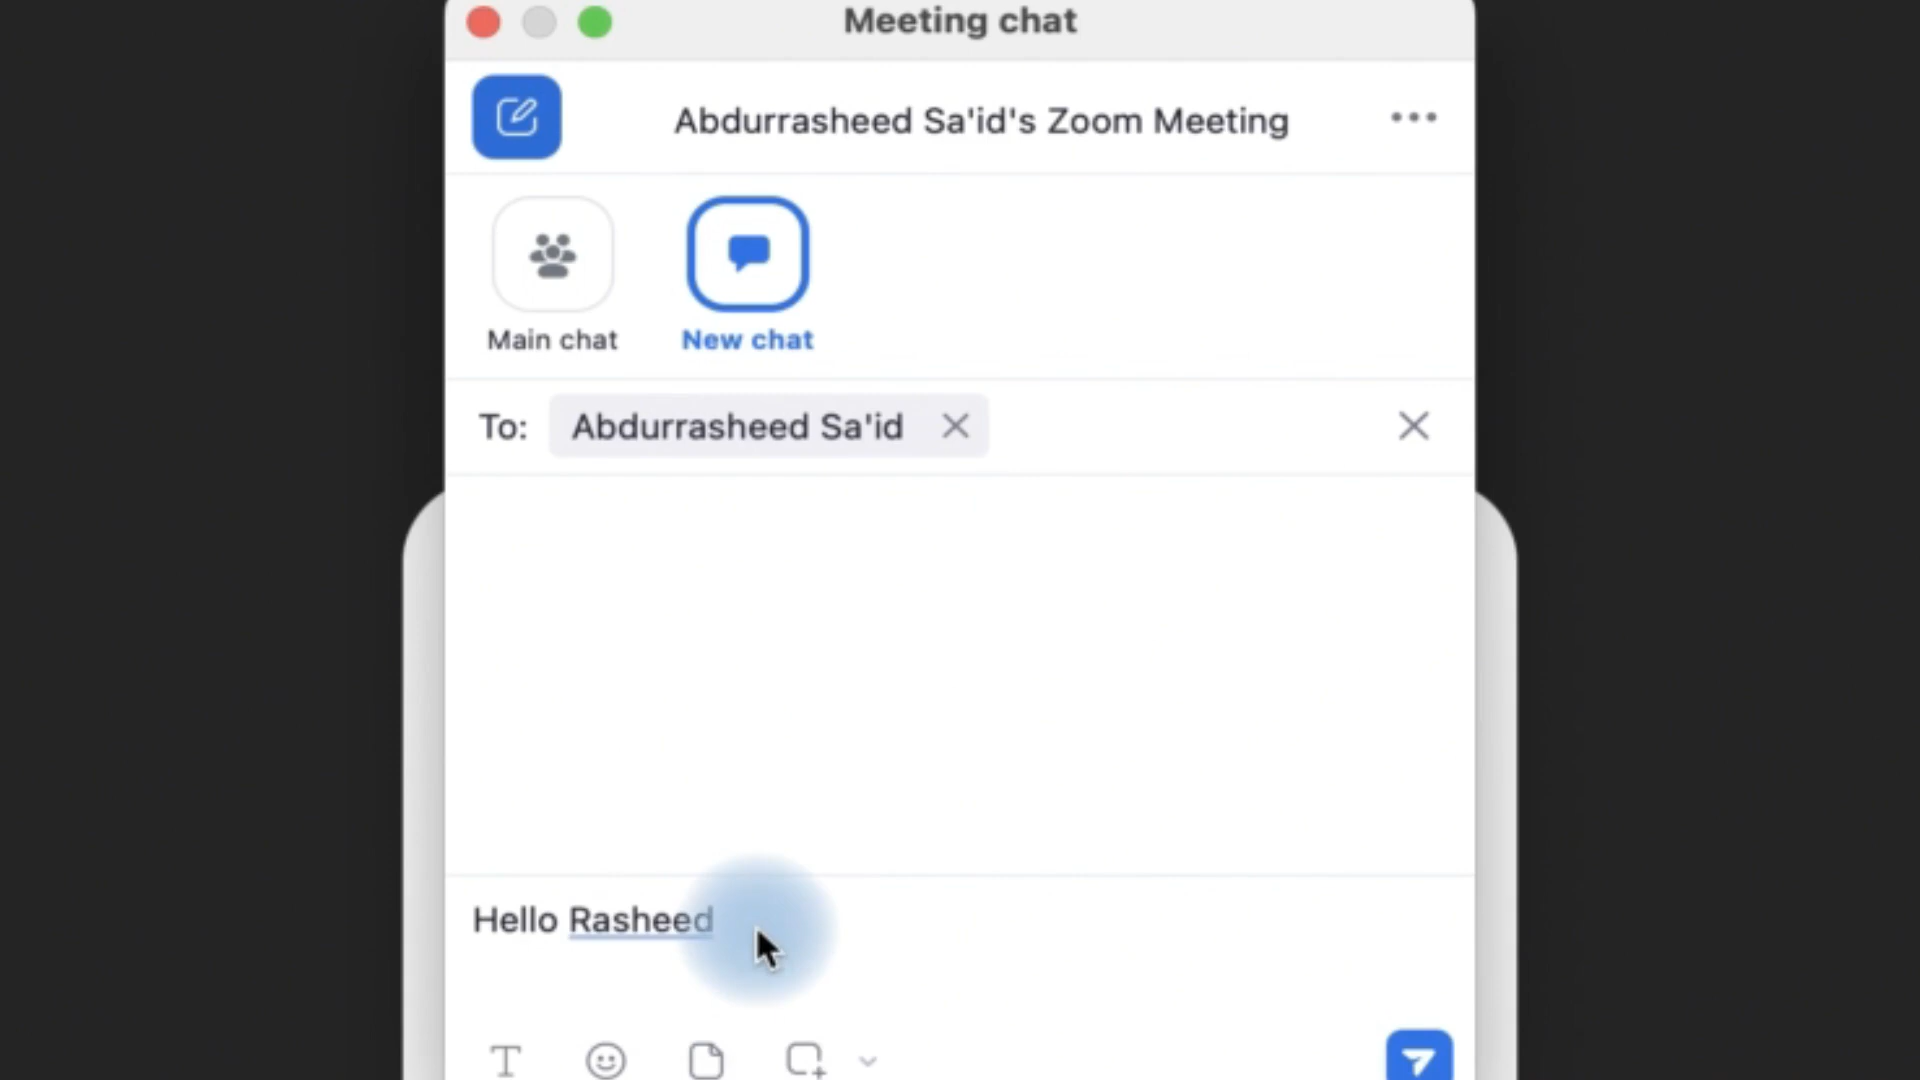 Meeting chat
Abdurrasheed Sa'id's Zoom Meeting
Main chat
New chat
To: Abdurrasheed Sa'id
Hello Rasheed